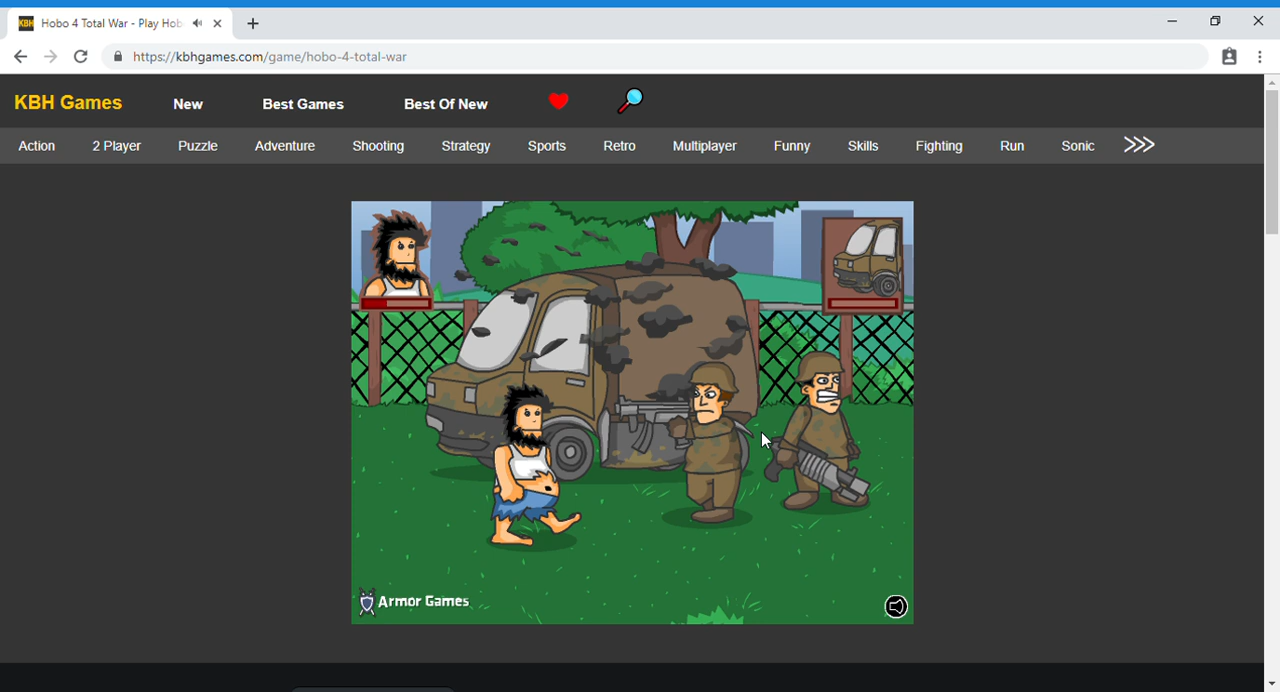 KBH Hobo 4 Total War - Play Hob
https://kbhgames.com/game/hobo-4-total-war
KBH Games New Best Games Best Of New
Action 2 Player Puzzle Adventure Shooting Strategy Sports Retro Multiplayer Funny Skills Fighting Run Sonic
Armor Games